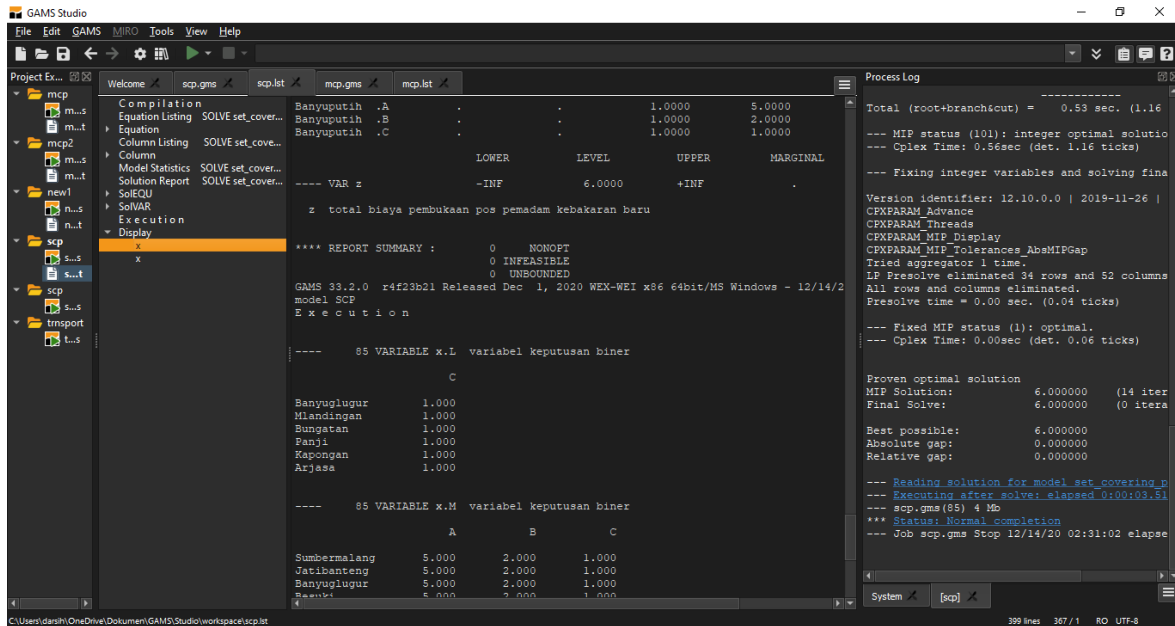 GAMS Studio
File Edit GAMS MIRO Tools View Help
Project Ex...
mcp
m...s
m...t
mcp2
m...s
m...t
new1
n...s
n...t
scp
s...s
s...t
scp
s...s
trnsport
t...s
Welcome scp.gms scp.lst mcp.gms mcp.lst
Compilation
Equation Listing SOLVE set_cover...
Equation
Column Listing SOLVE set_cover...
Column
Model Statistics SOLVE set_cover...
Solution Report SOLVE set_cover...
SolEQU
SolVAR
Execution
Display
x
x
Banyuputih .A . . 1.0000 5.0000
Banyuputih .B . . 1.0000 2.0000
Banyuputih .C . . 1.0000 1.0000
LOWER LEVEL UPPER MARGINAL
---- VAR z -INF 6.0000 +INF .
z total biaya pembukaan pos pemadam kebakaran baru
**** REPORT SUMMARY : 0 NONOPT
0 INFEASIBLE
0 UNBOUNDED
GAMS 33.2.0 r4f23b21 Released Dec 1, 2020 WEX-WEI x86 64bit/MS Windows - 12/14/2
model SCP
E x e c u t i o n
---- 85 VARIABLE x.L variabel keputusan biner
C
Banyuglugur 1.000
Mlandingan 1.000
Bungatan 1.000
Panji 1.000
Kapongan 1.000
Arjasa 1.000
---- 85 VARIABLE x.M variabel keputusan biner
A B C
Sumbermalang 5.000 2.000 1.000
Jatibanteng 5.000 2.000 1.000
Banyuglugur 5.000 2.000 1.000
Besuki 5.000 2.000 1.000
Process Log
------------
Total (root+branch&cut) = 0.53 sec. (1.16
--- MIP status (101): integer optimal solutio
--- Cplex Time: 0.56sec (det. 1.16 ticks)
--- Fixing integer variables and solving fina
Version identifier: 12.10.0.0 | 2019-11-26 |
CPXPARAM_Advance
CPXPARAM_Threads
CPXPARAM_MIP_Display
CPXPARAM_MIP_Tolerances_AbsMIPGap
Tried aggregator 1 time.
LP Presolve eliminated 34 rows and 52 columns
All rows and columns eliminated.
Presolve time = 0.00 sec. (0.04 ticks)
--- Fixed MIP status (1): optimal.
--- Cplex Time: 0.00sec (det. 0.06 ticks)
Proven optimal solution
MIP Solution: 6.000000 (14 iter
Final Solve: 6.000000 (0 itera
Best possible: 6.000000
Absolute gap: 0.000000
Relative gap: 0.000000
--- Reading solution for model set_covering_p
--- Executing after solve: elapsed 0:00:03.51
--- scp.gms(85) 4 Mb
*** Status: Normal completion
--- Job scp.gms Stop 12/14/20 02:31:02 elapse
System [scp]
C:\Users\darsih\OneDrive\Dokumen\GAMS\Studio\workspace\scp.lst
399 lines 367 / 1 RO UTF-8